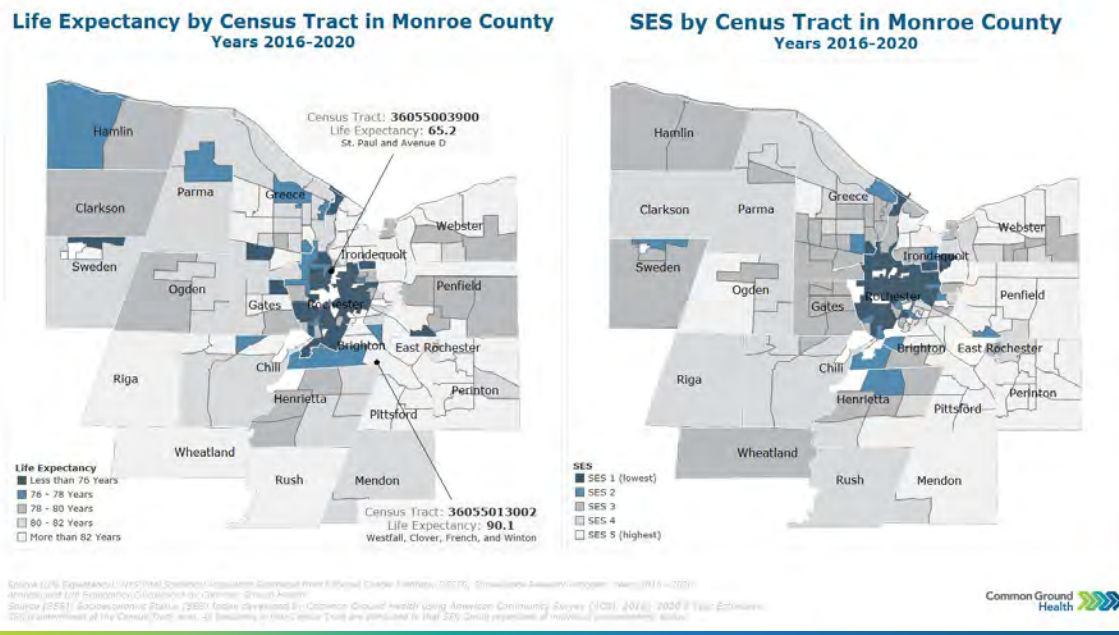 Life Expectancy by Census Tract in Monroe County
Years 2016-2020
Hamlin
Parma
Greece
Clarkson
Webster
Sweden
Irondequoit
Ogden
Penfield
Gates
Rochester
Brighton
East Rochester
Chili
Riga
Perinton
Henrietta
Pittsford
Wheatland
Rush
Mendon
Census Tract: 36055003900
Life Expectancy: 65.2
St. Paul and Avenue D
Census Tract: 36055013002
Life Expectancy: 90.1
Westfall, Clover, French, and Winton
Life Expectancy
Less than 76 Years
76 - 78 Years
78 - 80 Years
80 - 82 Years
More than 82 Years
SES by Cenus Tract in Monroe County
Years 2016-2020
Hamlin
Greece
Clarkson
Parma
Webster
Irondequoit
Sweden
Ogden
Penfield
Rochester
Gates
Brighton
East Rochester
Chili
Riga
Perinton
Henrietta
Pittsford
Wheatland
Rush
Mendon
SES
SES 1 (lowest)
SES 2
SES 3
SES 4
SES 5 (highest)
Common Ground
Health